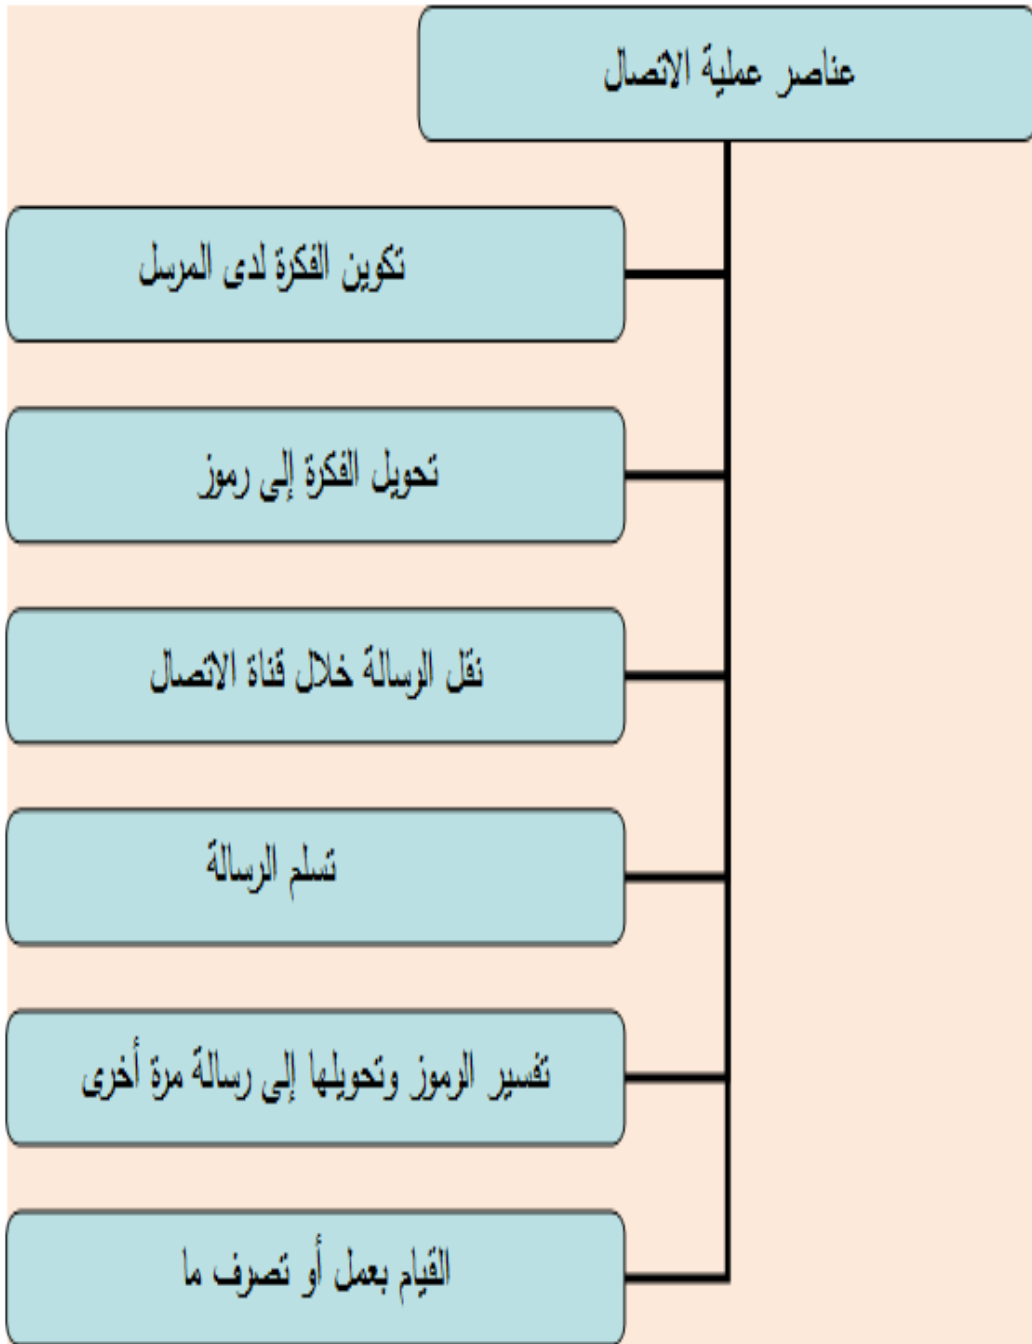 عناصر عملية الاتصال
تكوين الفكرة لدى المرسل
تحويل الفكرة إلى رموز
نقل الرسالة خلال قناة الاتصال
تسلم الرسالة
تفسير الرموز وتحويلها إلى رسالة مرة أخرى
القيام بعمل أو تصرف ما